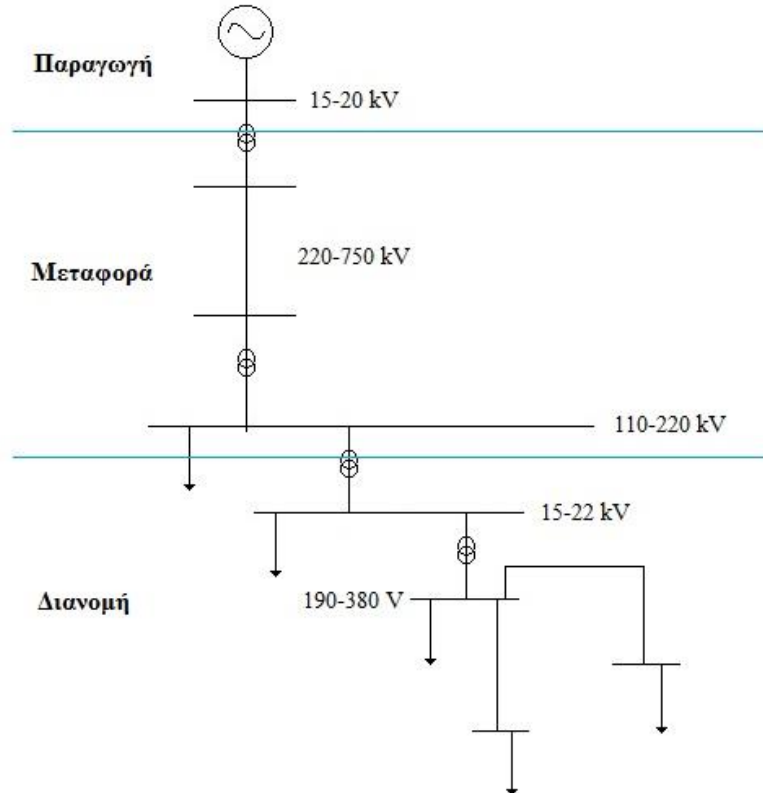 Παραγωγή
15-20 kV
220-750 kV
Μεταφορά
110-220 kV
15-22 kV
190-380 V
Διανομή